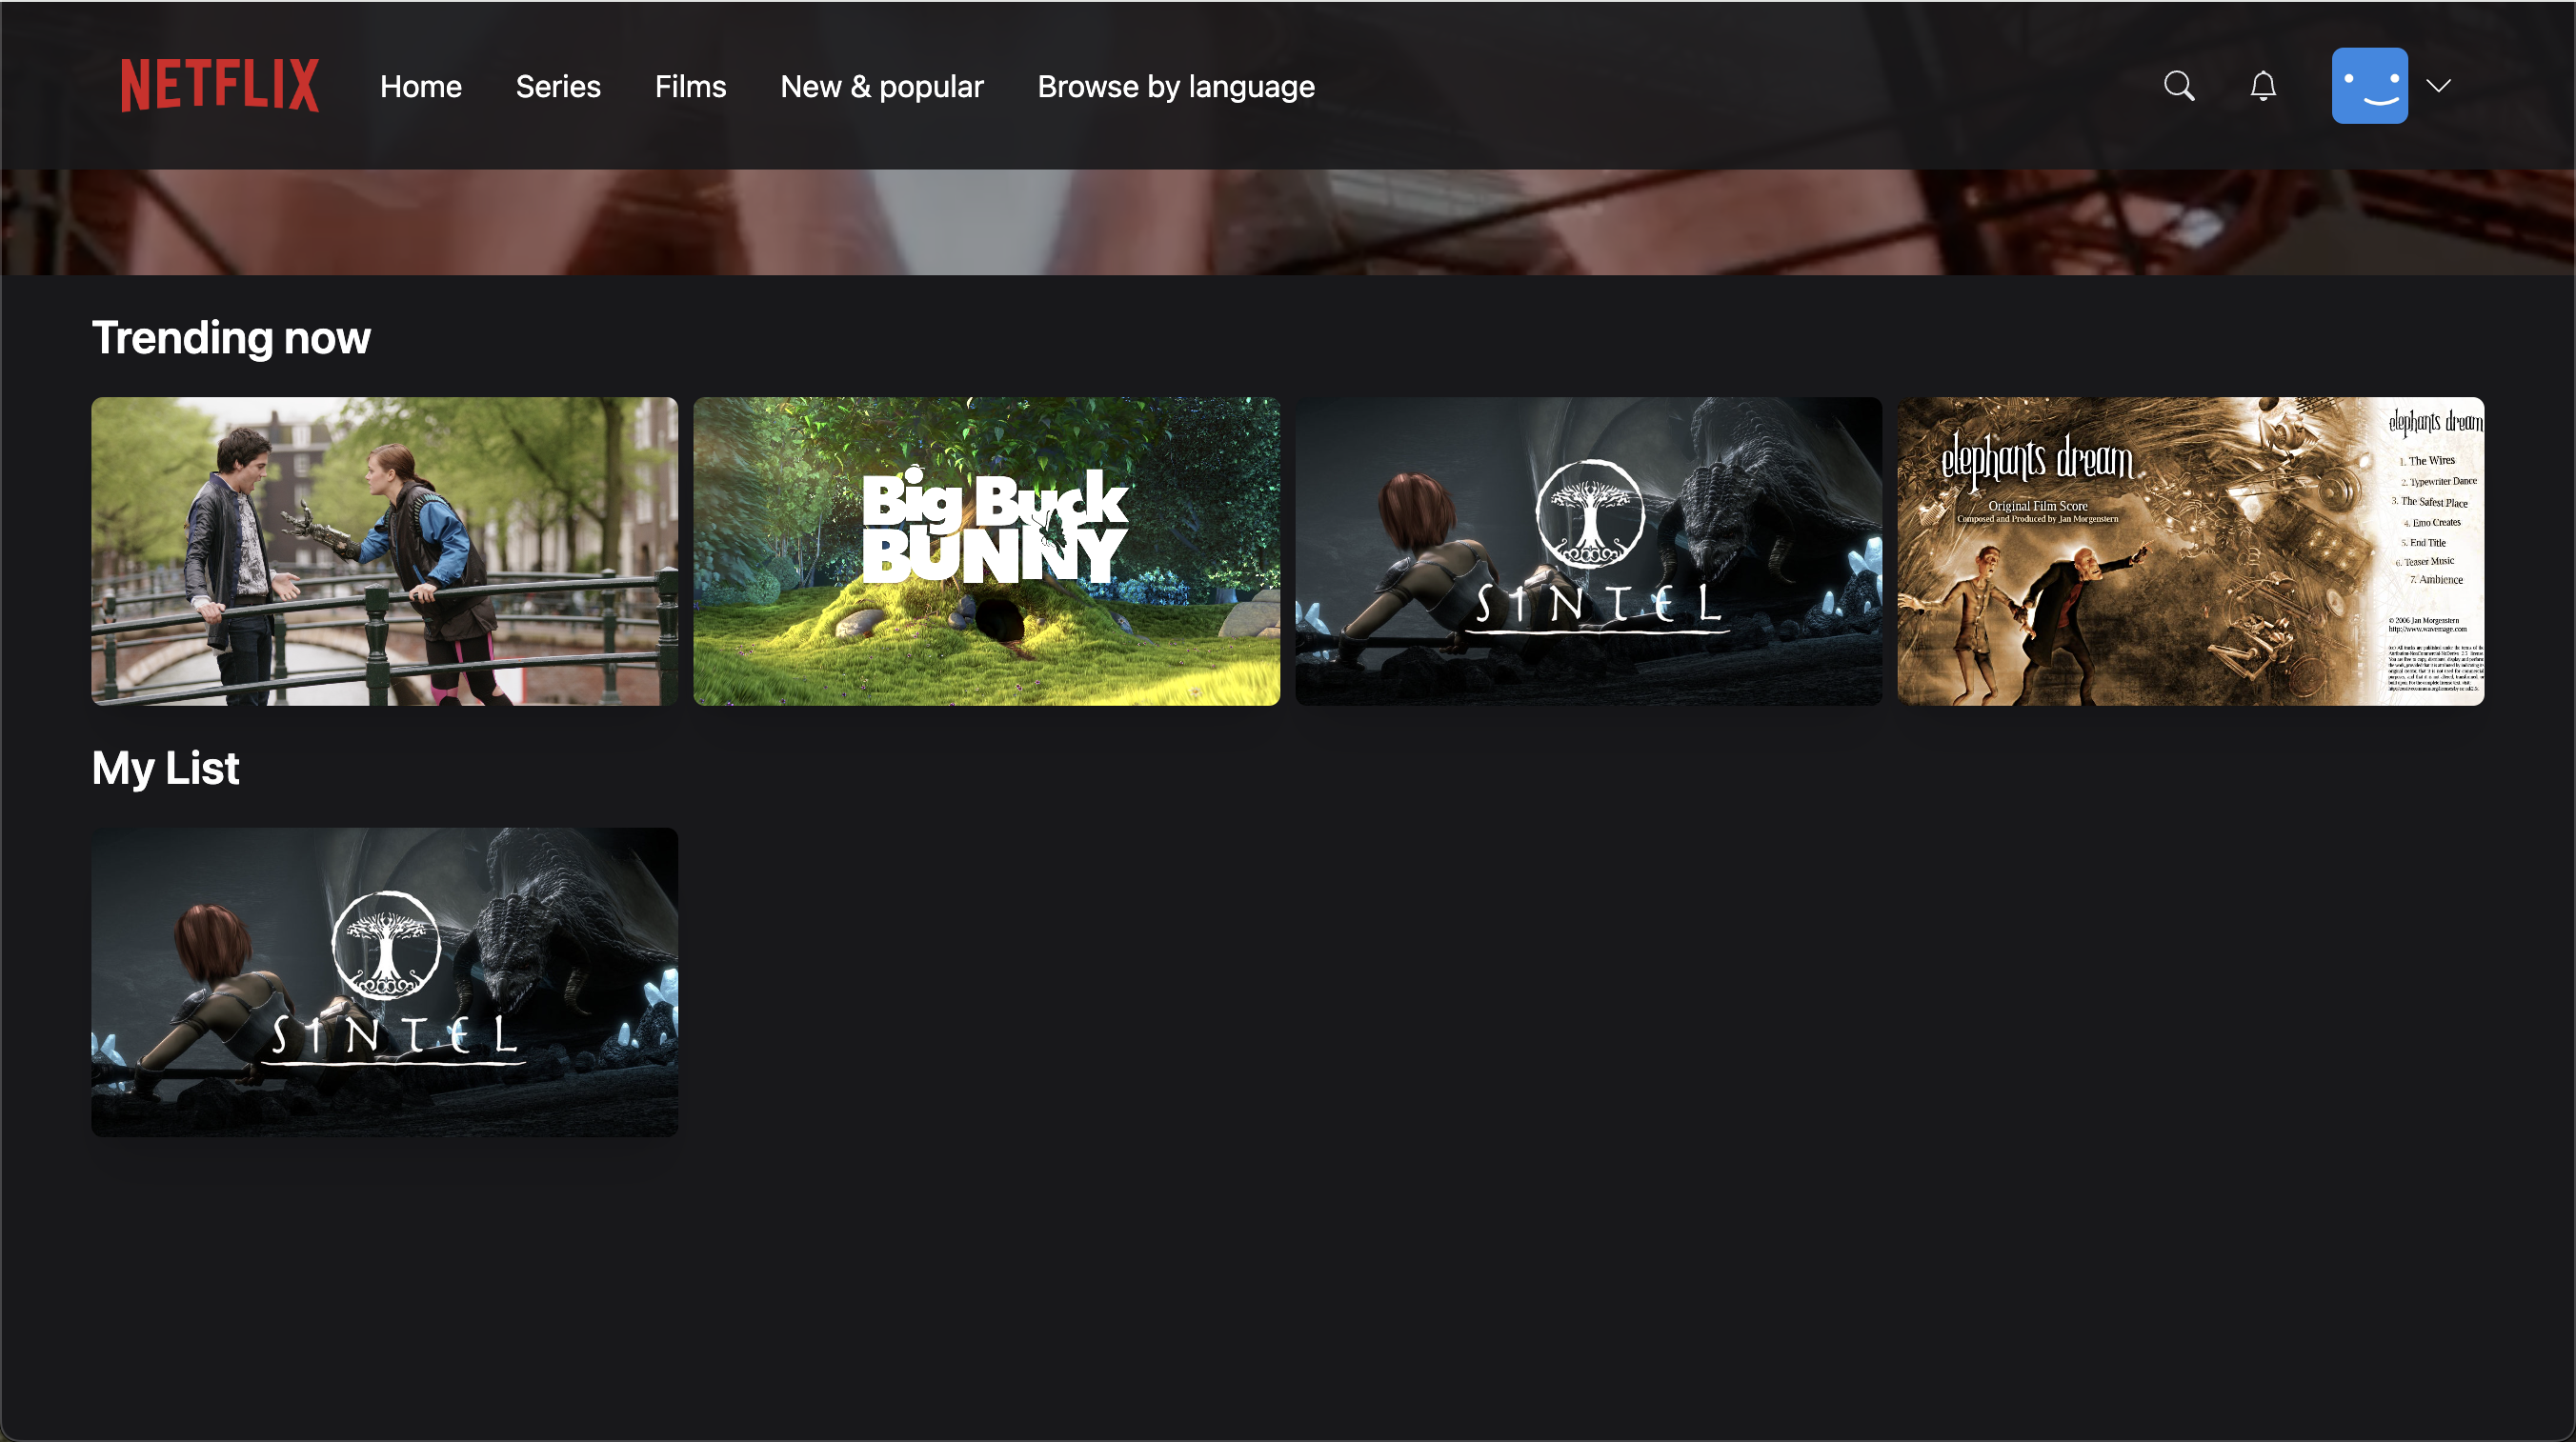 NETFLIX
Home
Series
Films
New & popular
Browse by language
Trending now
Big Buck
BUNNY
SINTEL
elephants dream
Original Film Score
Composed and Produced by Jan Morgenstern
elephants dream
1. The Wires
2. Typewriter Dance
3. The Safest Place
4. Emo Creates
5. End Title
6. Teaser Music
7. Ambience
© 2006 Jan Morgenstern
http://www.wavemage.com
My List
SINTEL